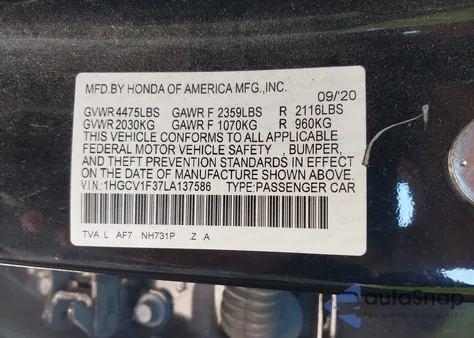 MFD.BY HONDA OF AMERICA MFG.,INC.
09/'20
GVWR 4475LBS GAWR F 2359LBS R 2116LBS
GVWR 2030KG GAWR F 1070KG R 960KG
THIS VEHICLE CONFORMS TO ALL APPLICABLE
FEDERAL MOTOR VEHICLE SAFETY , BUMPER,
AND THEFT PREVENTION STANDARDS IN EFFECT
ON THE DATE OF MANUFACTURE SHOWN ABOVE.
V.I.N.:1HGCV1F37LA137586 TYPE:PASSENGER CAR
TVA L AF7 NH731P .Z .A
autoSnap